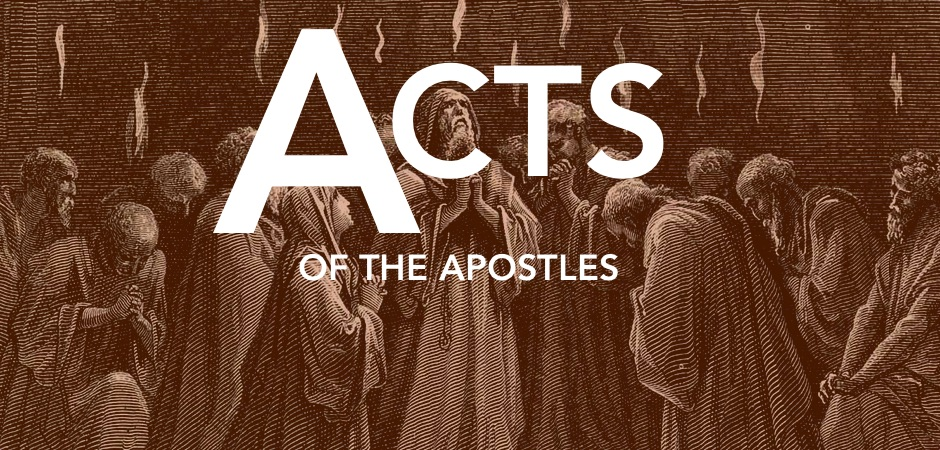 ACTS
OF THE APOSTLES